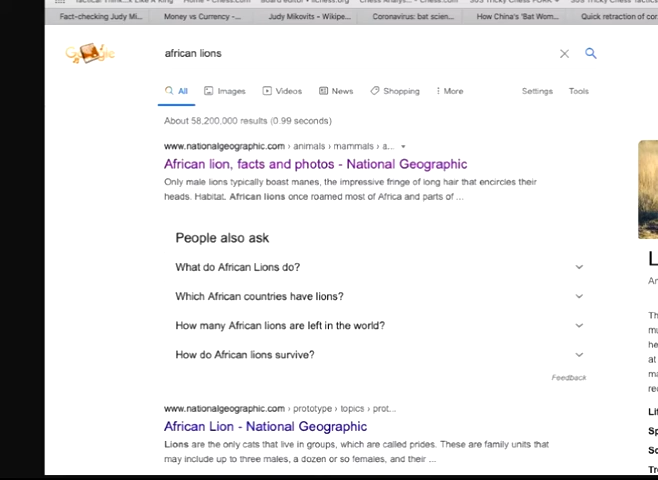 Fact-checking Judy Mi...
Money vs Currency -...
Judy Mikovits - Wikipe...
Coronavirus: bat scien...
How China's 'Bat Wom...
Quick retraction of cor
african lions
All
Images
Videos
News
Shopping
More
Settings
Tools
About 58,200,000 results (0.99 seconds)
www.nationalgeographic.com › animals › mammals › a...
African lion, facts and photos - National Geographic
Only male lions typically boast manes, the impressive fringe of long hair that encircles their
heads. Habitat. African lions once roamed most of Africa and parts of ...
People also ask
What do African Lions do?
Which African countries have lions?
How many African lions are left in the world?
How do African lions survive?
Feedback
www.nationalgeographic.com › prototype › topics › prot...
African Lion - National Geographic
Lions are the only cats that live in groups, which are called prides. These are family units that
may include up to three males, a dozen or so females, and their ...